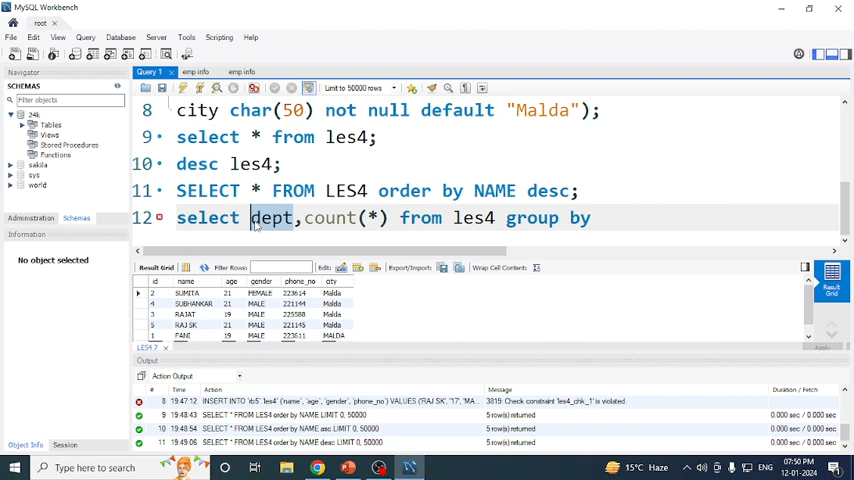 MySQL Workbench
root ×
File Edit View Query Database Server Tools Scripting Help
Navigator
Query 1 × emp info emp info
SCHEMAS
Limit to 50000 rows
Filter objects
24k
Tables
Views
Stored Procedures
Functions
sakila
sys
world
8 city char(50) not null default "Malda");
9 select * from les4;
10 desc les4;
11 SELECT * FROM LES4 order by NAME desc;
12 select dept,count(*) from les4 group by
Administration Schemas
Information
No object selected
Result Grid Filter Rows: Edit: Export/Import: Wrap Cell Content:
id name age gender phone_no city
2 SUMITA 21 FEMALE 223614 Malda
4 SUBHANKAR 21 MALE 221144 Malda
3 RAJAT 19 MALE 225588 Malda
5 RAJ SK 21 MALE 221145 Malda
1 FANI 19 MALE 223611 MALDA
Result Grid
LES4 7 × Apply
Output
Action Output
# Time Action Message Duration / Fetch
8 19:47:12 INSERT INTO `rb5`.`les4` (`name`, `age`, `gender`, `phone_no`) VALUES ('RAJ SK', '17', 'MA... 3819: Check constraint 'les4_chk_1' is violated.
9 19:48:43 SELECT * FROM LES4 order by NAME LIMIT 0, 50000 5 row(s) returned 0.000 sec / 0.000 sec
10 19:48:54 SELECT * FROM LES4 order by NAME asc LIMIT 0, 50000 5 row(s) returned 0.000 sec / 0.000 sec
11 19:49:06 SELECT * FROM LES4 order by NAME desc LIMIT 0, 50000 5 row(s) returned 0.000 sec / 0.000 sec
Object Info Session
Type here to search
15°C Haze
ENG
07:50 PM
12-01-2024